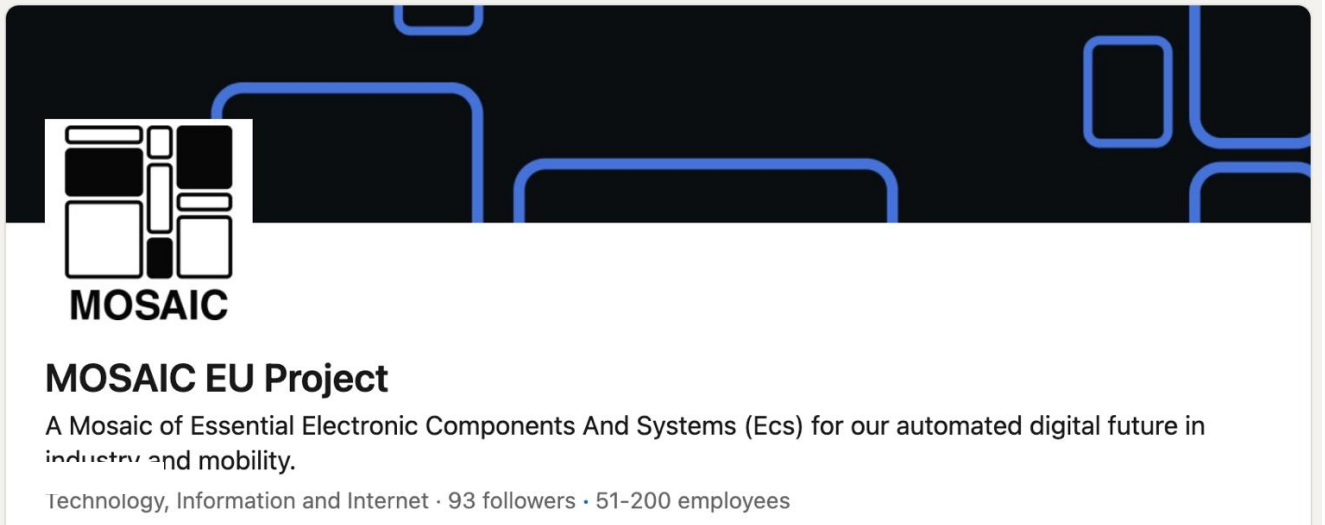 MOSAIC
MOSAIC EU Project
A Mosaic of Essential Electronic Components And Systems (Ecs) for our automated digital future in
industry and mobility.
Technology, Information and Internet · 93 followers · 51-200 employees